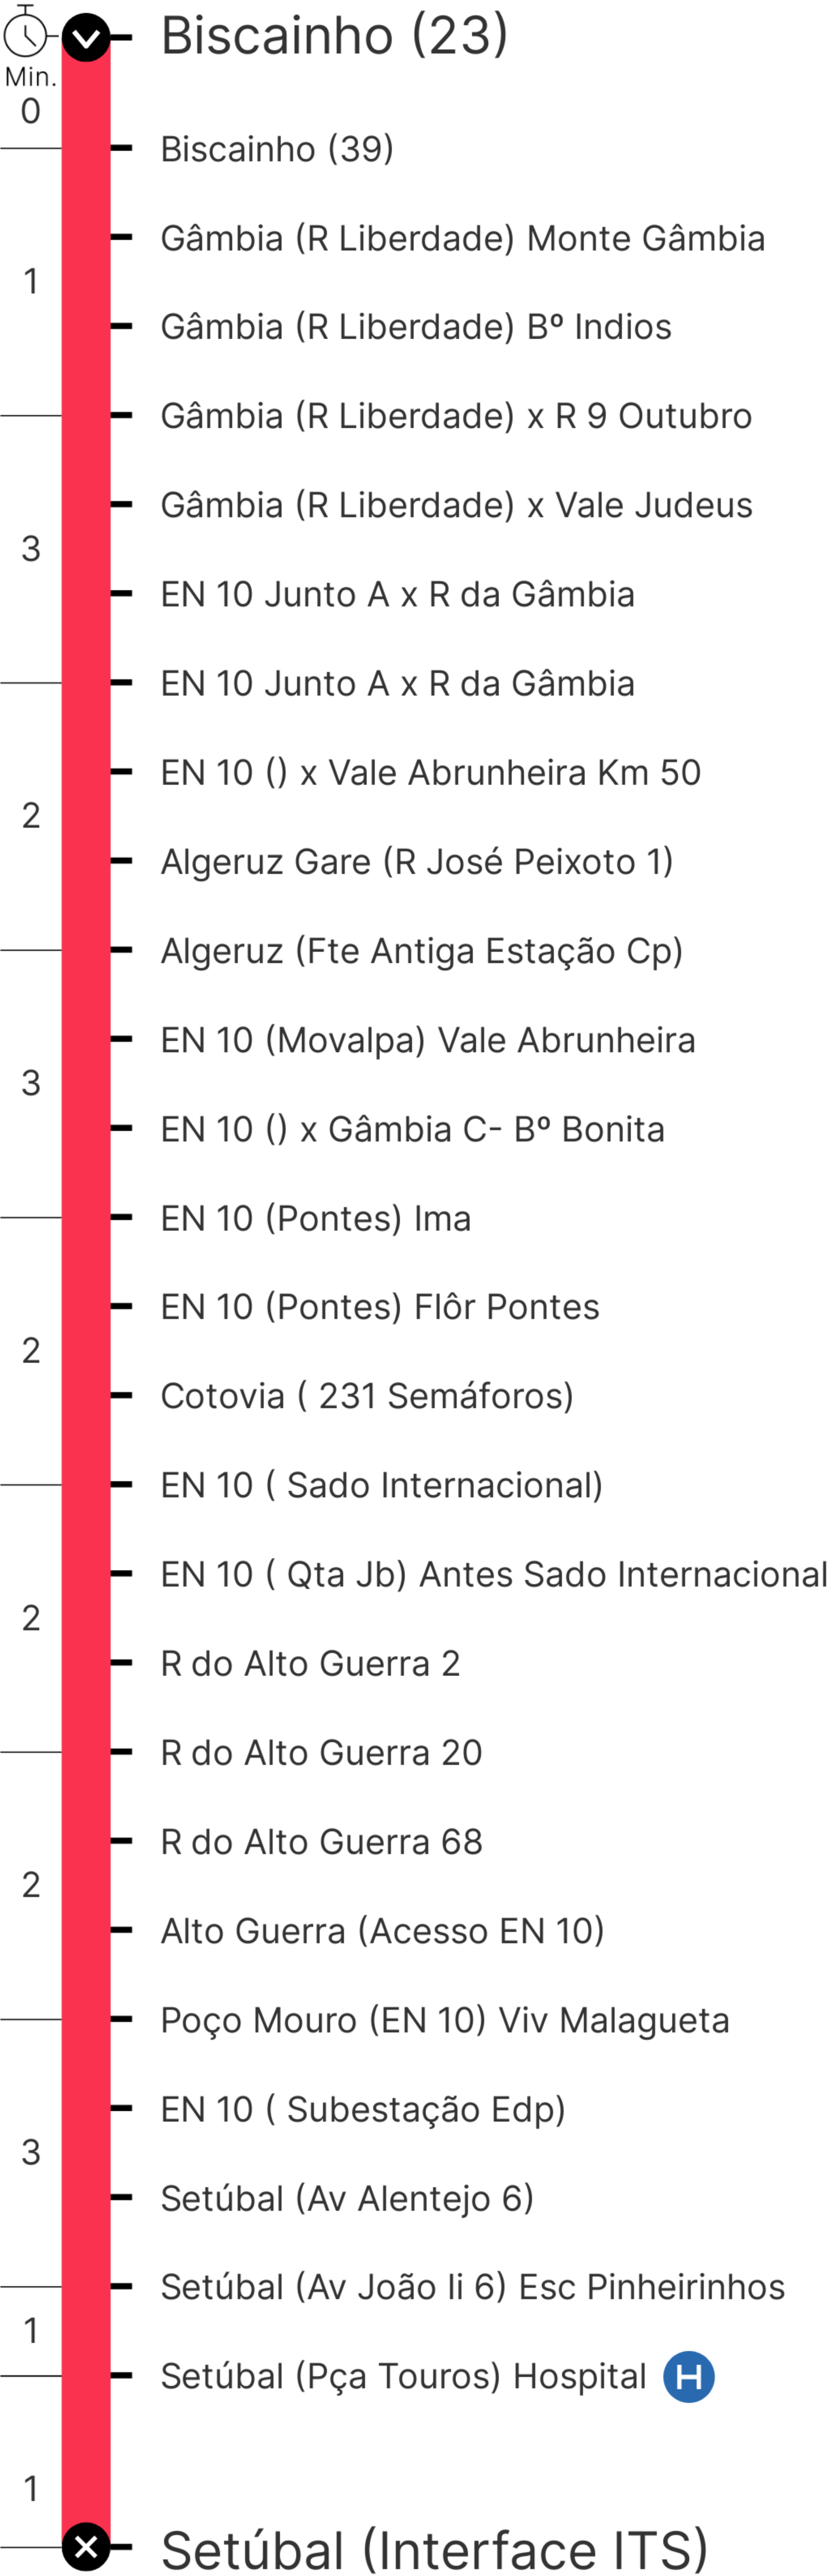 Biscainho (23)
Min.
0
Biscainho (39)
Gâmbia (R Liberdade) Monte Gâmbia
1
Gâmbia (R Liberdade) Bº Indios
Gâmbia (R Liberdade) x R 9 Outubro
Gâmbia (R Liberdade) x Vale Judeus
3
EN 10 Junto A x R da Gâmbia
EN 10 Junto A x R da Gâmbia
EN 10 () x Vale Abrunheira Km 50
2
Algeruz Gare (R José Peixoto 1)
Algeruz (Fte Antiga Estação Cp)
EN 10 (Movalpa) Vale Abrunheira
3
EN 10 () x Gâmbia C- Bº Bonita
EN 10 (Pontes) Ima
EN 10 (Pontes) Flôr Pontes
2
Cotovia ( 231 Semáforos)
EN 10 ( Sado Internacional)
EN 10 ( Qta Jb) Antes Sado Internacional
2
R do Alto Guerra 2
R do Alto Guerra 20
R do Alto Guerra 68
2
Alto Guerra (Acesso EN 10)
Poço Mouro (EN 10) Viv Malagueta
EN 10 ( Subestação Edp)
3
Setúbal (Av Alentejo 6)
Setúbal (Av João Ii 6) Esc Pinheirinhos
1
Setúbal (Pça Touros) Hospital H
1
Setúbal (Interface ITS)